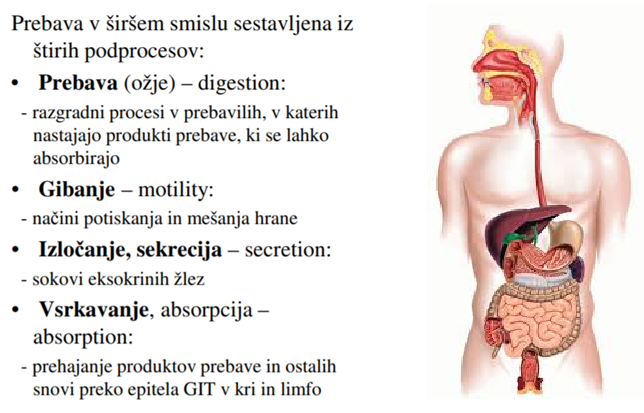 Prebava v širšem smislu sestavljena iz
štirih podprocesov:
• Prebava (ožje) – digestion:
- razgradni procesi v prebavilih, v katerih
nastajajo produkti prebave, ki se lahko
absorbirajo
• Gibanje – motility:
- načini potiskanja in mešanja hrane
• Izločanje, sekrecija – secretion:
- sokovi eksokrinih žlez
• Vsrkavanje, absorpcija –
absorption:
- prehajanje produktov prebave in ostalih
snovi preko epitela GIT v kri in limfo